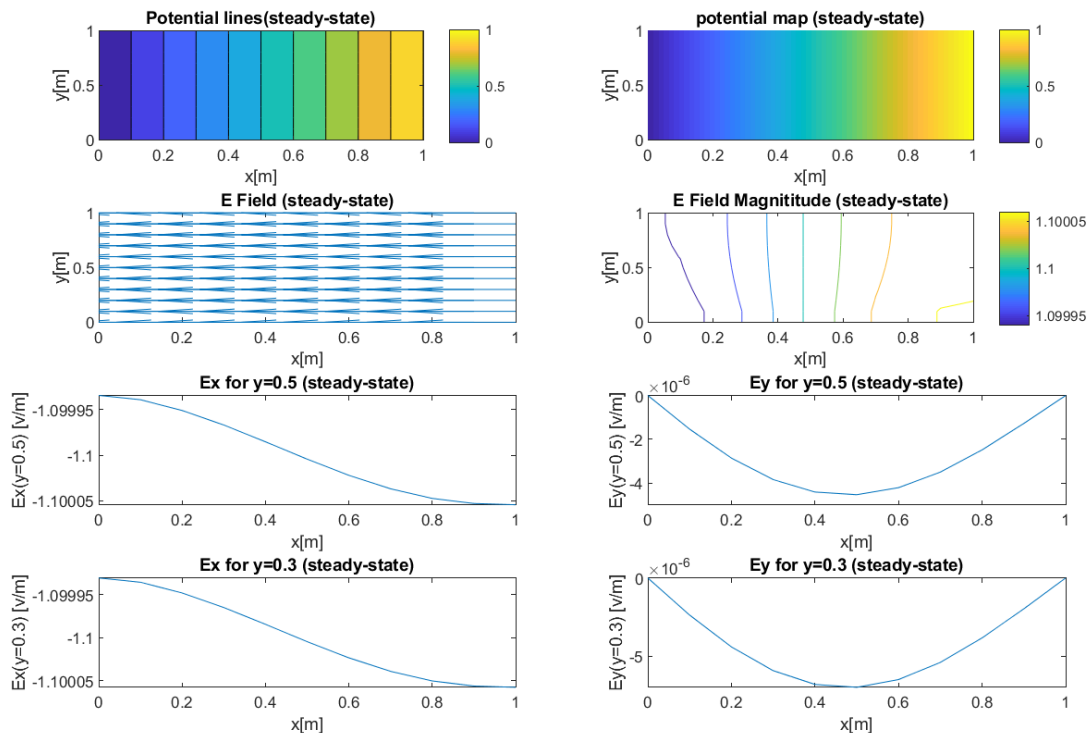 Potential lines(steady-state)
1
0.5
0
y[m]
0 0.2 0.4 0.6 0.8 1
x[m]
1
0.5
0
potential map (steady-state)
1
0.5
0
y[m]
0 0.2 0.4 0.6 0.8 1
x[m]
1
0.5
0
E Field (steady-state)
1
0.5
0
y[m]
0 0.2 0.4 0.6 0.8 1
x[m]
E Field Magnititude (steady-state)
1
0.5
0
y[m]
0 0.2 0.4 0.6 0.8 1
x[m]
1.10005
1.1
1.09995
Ex for y=0.5 (steady-state)
-1.09995
-1.1
-1.10005
Ex(y=0.5) [v/m]
0 0.2 0.4 0.6 0.8 1
x[m]
Ey for y=0.5 (steady-state)
×10-6
0
-2
-4
Ey(y=0.5) [v/m]
0 0.2 0.4 0.6 0.8 1
x[m]
Ex for y=0.3 (steady-state)
-1.09995
-1.1
-1.10005
Ex(y=0.3) [v/m]
0 0.2 0.4 0.6 0.8 1
x[m]
Ey for y=0.3 (steady-state)
×10-6
0
-5
Ey(y=0.3) [v/m]
0 0.2 0.4 0.6 0.8 1
x[m]